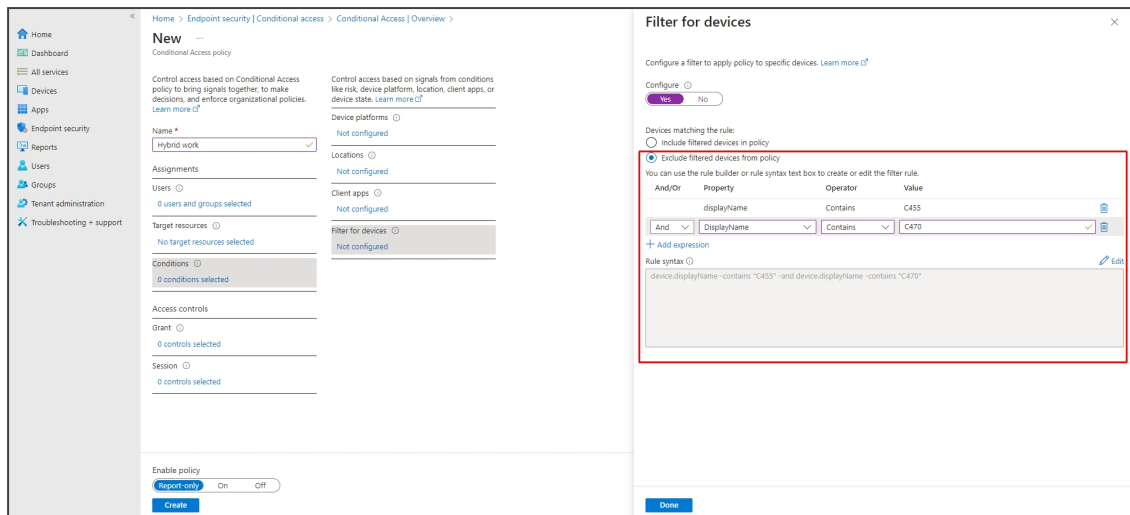 «
Home
Dashboard
All services
Devices
Apps
Endpoint security
Reports
Users
Groups
Tenant administration
Troubleshooting + support
Home > Endpoint security | Conditional access > Conditional Access | Overview >
New ...
Conditional Access policy
Control access based on Conditional Access
policy to bring signals together, to make
decisions, and enforce organizational policies.
Learn more
Name *
Hybrid work
Assignments
Users
0 users and groups selected
Target resources
No target resources selected
Conditions
0 conditions selected
Access controls
Grant
0 controls selected
Session
0 controls selected
Control access based on signals from conditions
like risk, device platform, location, client apps, or
device state. Learn more
Device platforms
Not configured
Locations
Not configured
Client apps
Not configured
Filter for devices
Not configured
Enable policy
Report-only On Off
Create
Filter for devices
Configure a filter to apply policy to specific devices. Learn more
Configure
Yes No
Devices matching the rule:
Include filtered devices in policy
Exclude filtered devices from policy
You can use the rule builder or rule syntax text box to create or edit the filter rule.
And/Or Property Operator Value
displayName Contains C455
And DisplayName Contains C470
+ Add expression
Rule syntax
Edit
device.displayName -contains "C455" -and device.displayName -contains "C470"
Done